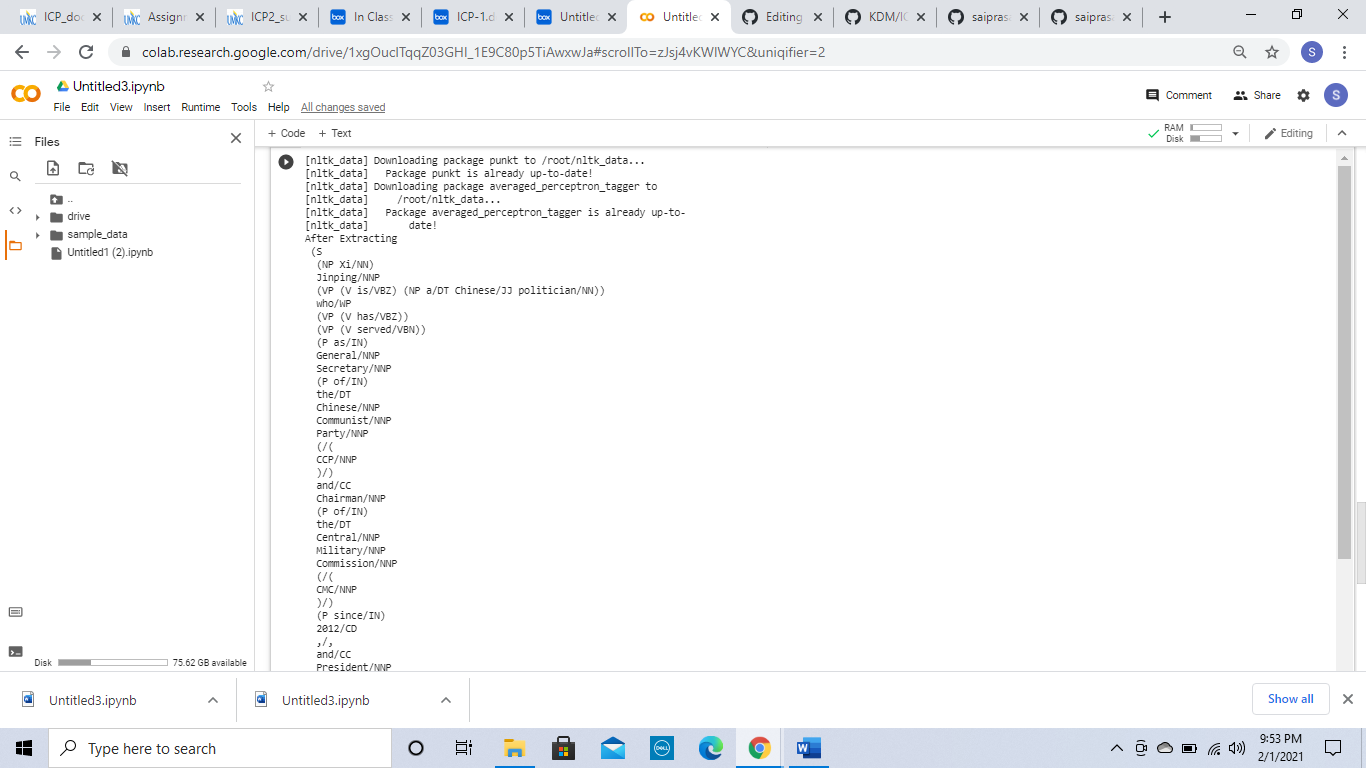 ICP_doc
Assignr
ICP2_su
In Class
ICP-1.d
Untitled
Untitled
Editing
KDM/IC
saipras
saipras
colab.research.google.com/drive/1xgOuclTqqZ03GHI_1E9C80p5TiAwxwJa#scrollTo=zJsj4vKWIWYC&uniqifier=2
S
Untitled3.ipynb
File Edit View Insert Runtime Tools Help All changes saved
Comment Share S
Files
+ Code + Text
RAM
Disk
Editing
..
drive
sample_data
Untitled1 (2).ipynb
[nltk_data] Downloading package punkt to /root/nltk_data...
[nltk_data]   Package punkt is already up-to-date!
[nltk_data] Downloading package averaged_perceptron_tagger to
[nltk_data]     /root/nltk_data...
[nltk_data]   Package averaged_perceptron_tagger is already up-to-
[nltk_data]       date!
After Extracting
(S
(NP Xi/NN)
Jinping/NNP
(VP (V is/VBZ) (NP a/DT Chinese/JJ politician/NN))
who/WP
(VP (V has/VBZ))
(VP (V served/VBN))
(P as/IN)
General/NNP
Secretary/NNP
(P of/IN)
the/DT
Chinese/NNP
Communist/NNP
Party/NNP
(/(
CCP/NNP
)/)
and/CC
Chairman/NNP
(P of/IN)
the/DT
Central/NNP
Military/NNP
Commission/NNP
(/(
CMC/NNP
)/)
(P since/IN)
2012/CD
,/,
and/CC
President/NNP
Disk 75.62 GB available
Untitled3.ipynb
Untitled3.ipynb
Show all
Type here to search
DELL
9:53 PM
2/1/2021